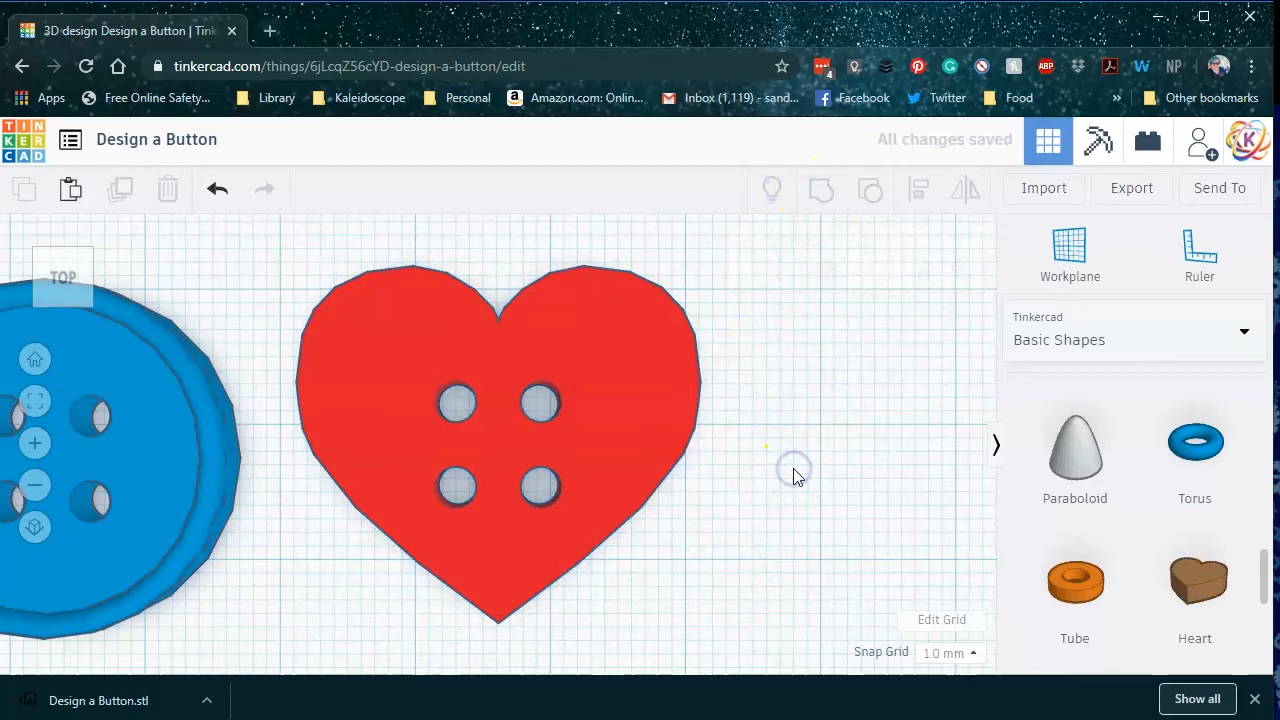 3D design Design a Button | Tink
tinkercad.com/things/6jLcqZ56cYD-design-a-button/edit
4
ABP
NP
Apps
Free Online Safety...
Library
Kaleidoscope
Personal
Amazon.com: Onlin...
Inbox (1,119) - sand...
Facebook
Twitter
Food
Other bookmarks
TIN
KER
CAD
Design a Button
All changes saved
K
Import
Export
Send To
TOP
Workplane
Ruler
Tinkercad
Basic Shapes
Paraboloid
Torus
Tube
Heart
Edit Grid
Snap Grid
1.0 mm
Design a Button.stl
Show all